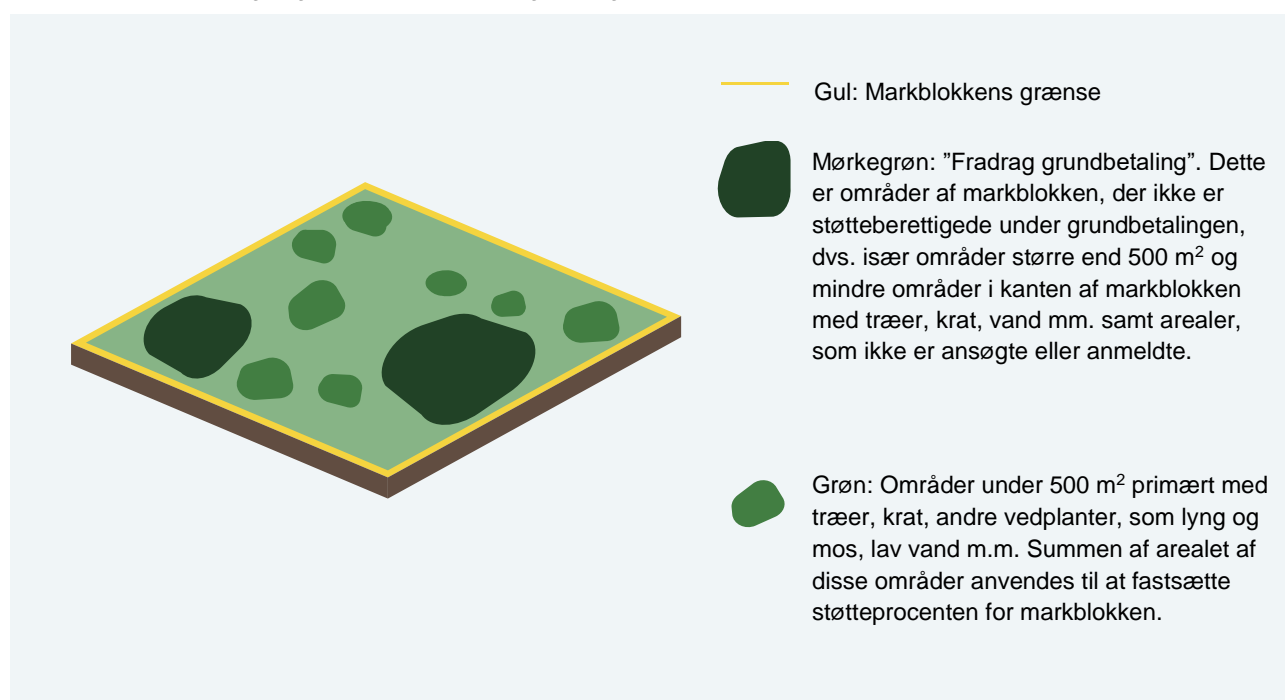 Gul: Markblokkens grænse
Mørkegrøn: ”Fradrag grundbetaling”. Dette
er områder af markblokken, der ikke er
støtteberettigede under grundbetalingen,
dvs. især områder større end 500 m² og
mindre områder i kanten af markblokken
med træer, krat, vand mm. samt arealer,
som ikke er ansøgte eller anmeldte.
Grøn: Områder under 500 m² primært med
træer, krat, andre vedplanter, som lyng og
mos, lav vand m.m. Summen af arealet af
disse områder anvendes til at fastsætte
støtteprocenten for markblokken.